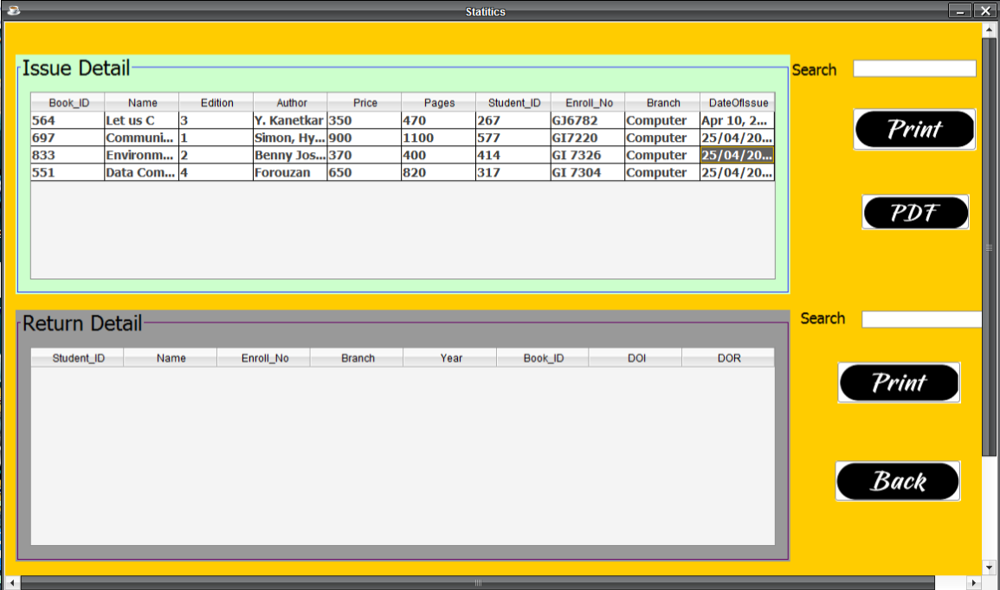 Statitics
Issue Detail
Search
Book_ID Name Edition Author Price Pages Student_ID Enroll_No Branch DateOfIssue
564 Let us C 3 Y. Kanetkar 350 470 267 GJ6782 Computer Apr 10, 2...
697 Communi... 1 Simon, Hy... 900 1100 577 GI7220 Computer 25/04/20...
833 Environm... 2 Benny Jos... 370 400 414 GI 7326 Computer 25/04/20...
551 Data Com... 4 Forouzan 650 820 317 GI 7304 Computer 25/04/20...
Print
PDF
Return Detail
Search
Student_ID Name Enroll_No Branch Year Book_ID DOI DOR
Print
Back